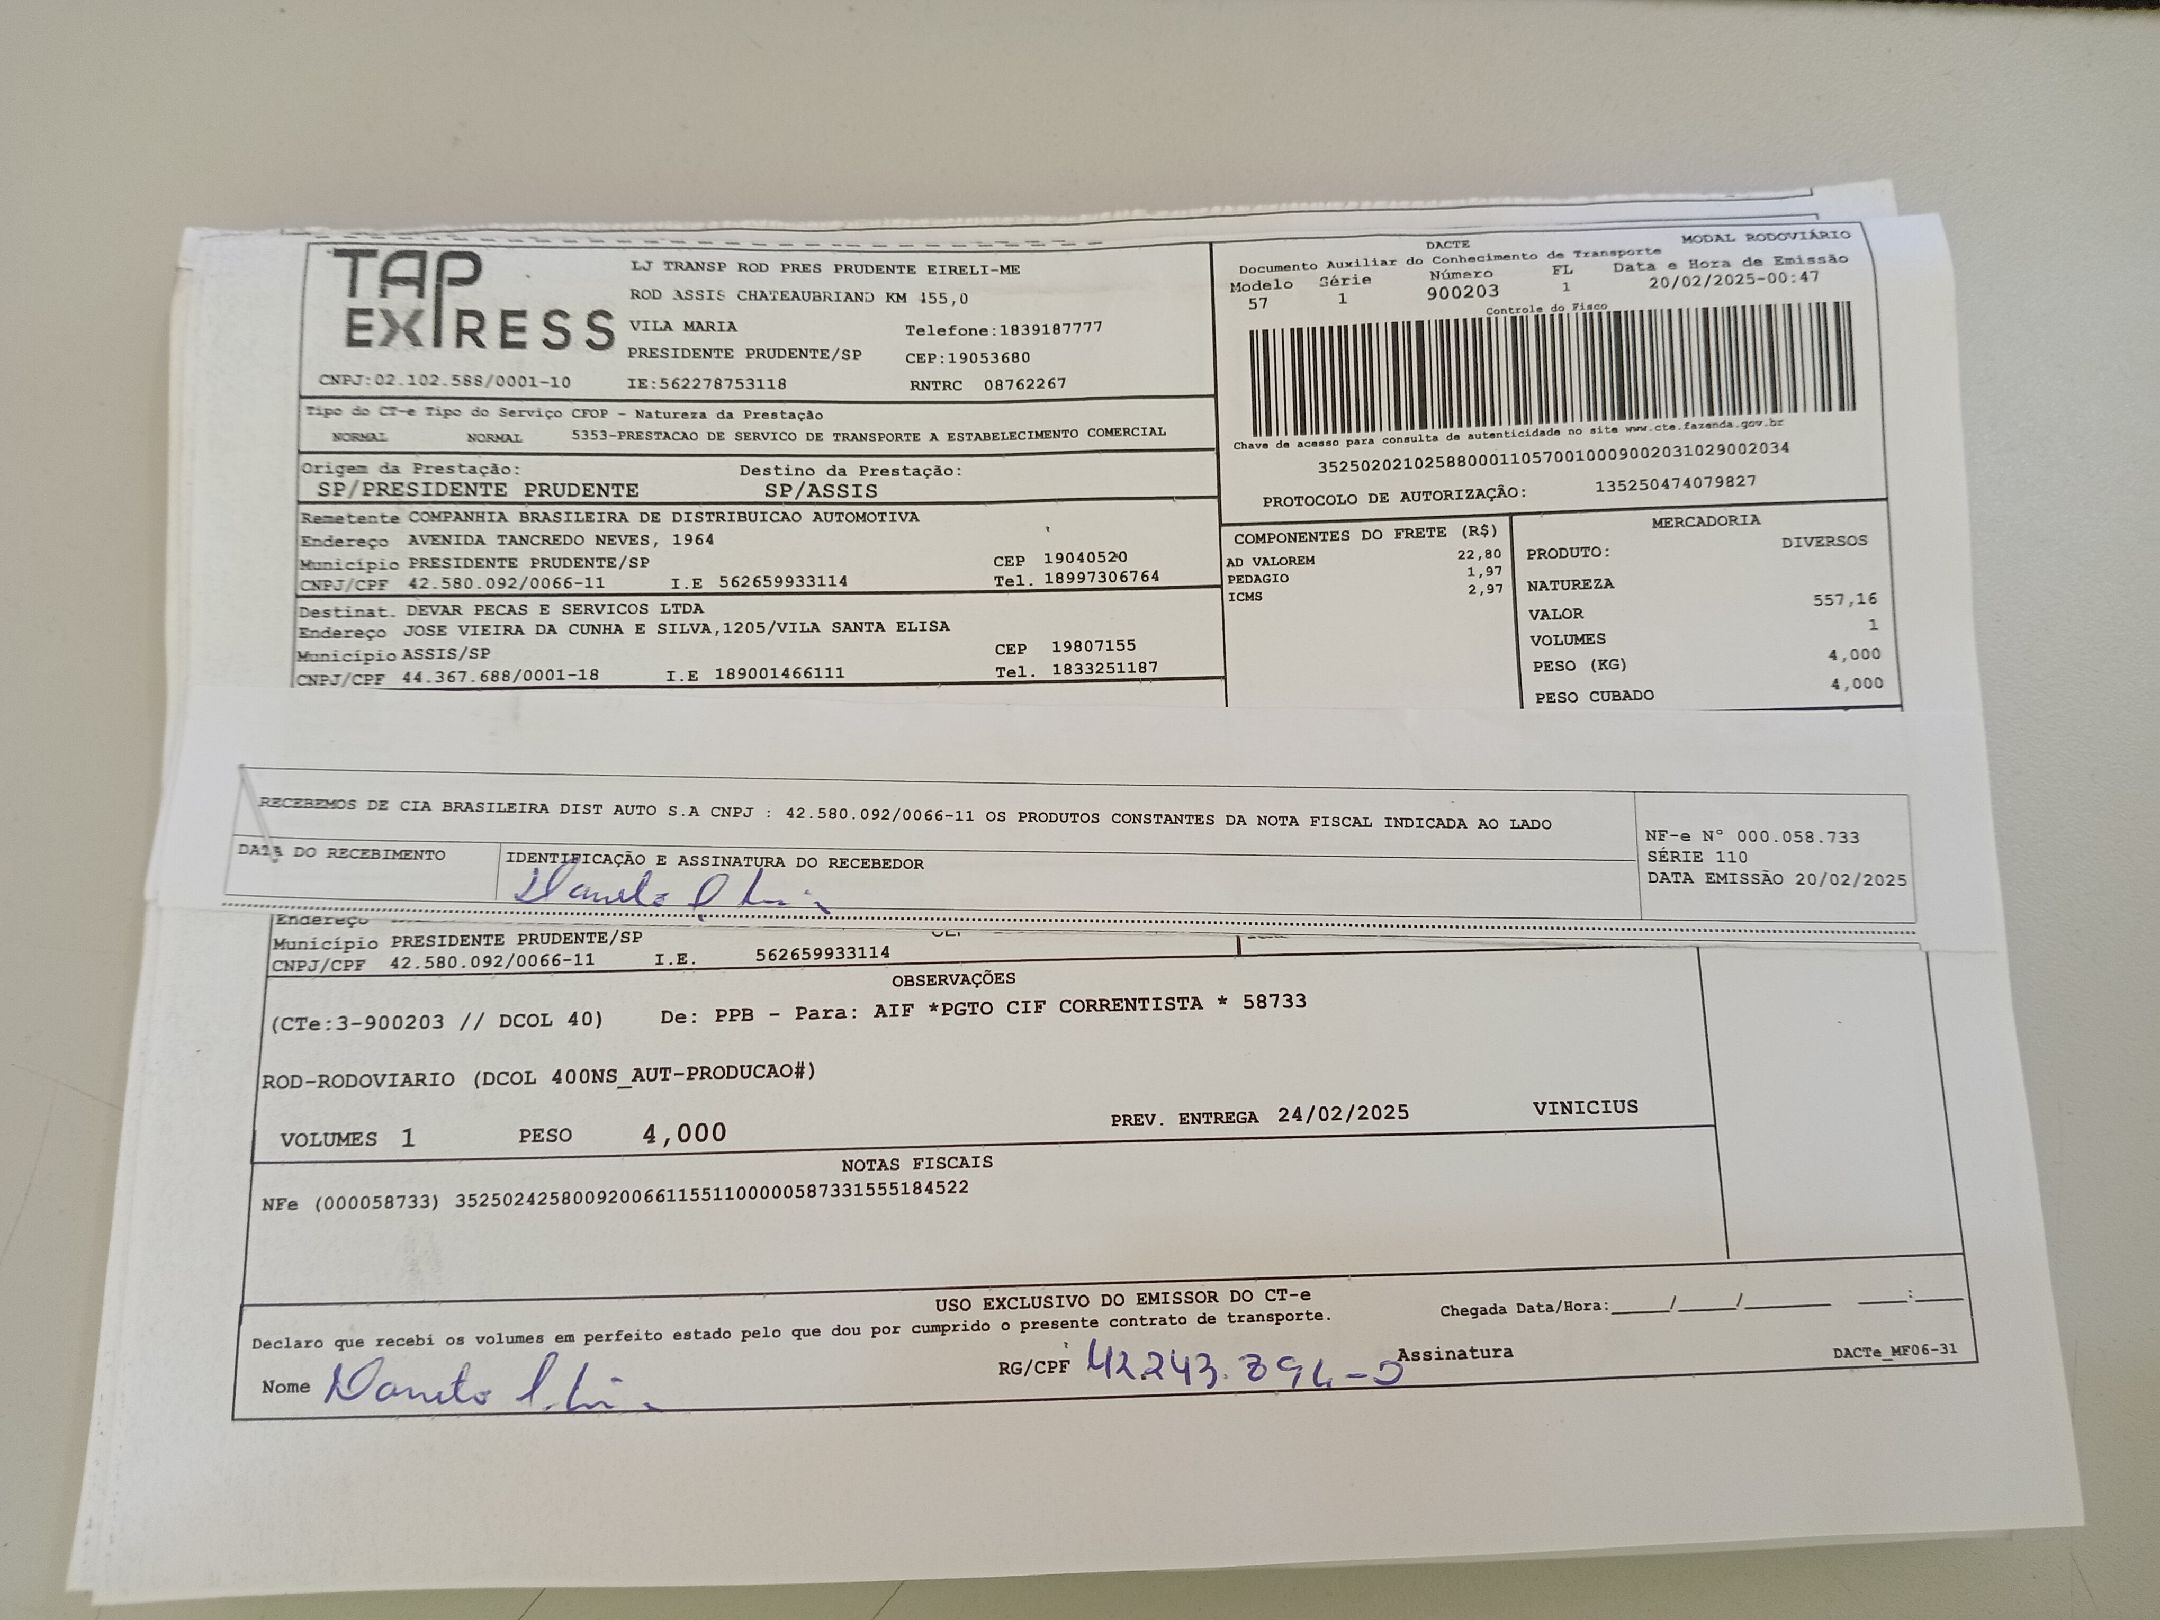 TAP EXPRESS
LJ TRANSP ROD PRES PRUDENTE EIRELI-ME
ROD ASSIS CHATEAUBRIAND KM 455,0
VILA MARIA Telefone:1839187777
PRESIDENTE PRUDENTE/SP CEP:19053680
CNPJ:02.102.588/0001-10 IE:562278753118 RNTRC 08762267
DACTE MODAL RODOVIÁRIO
Documento Auxiliar do Conhecimento de Transporte
Modelo Série Número FL Data e Hora de Emissão
57 1 900203 1 20/02/2025-00:47
Controle do Fisco
Chave de acesso para consulta de autenticidade no site www.cte.fazenda.gov.br
35250202102588000110570010009002031029002034
PROTOCOLO DE AUTORIZAÇÃO: 135250474079827
Tipo do CT-e Tipo do Serviço CFOP - Natureza da Prestação
NORMAL NORMAL 5353-PRESTACAO DE SERVICO DE TRANSPORTE A ESTABELECIMENTO COMERCIAL
Origem da Prestação: Destino da Prestação:
SP/PRESIDENTE PRUDENTE SP/ASSIS
Remetente COMPANHIA BRASILEIRA DE DISTRIBUICAO AUTOMOTIVA
Endereço AVENIDA TANCREDO NEVES, 1964
Município PRESIDENTE PRUDENTE/SP CEP 19040520
CNPJ/CPF 42.580.092/0066-11 I.E 562659933114 Tel. 18997306764
Destinat. DEVAR PECAS E SERVICOS LTDA
Endereço JOSE VIEIRA DA CUNHA E SILVA,1205/VILA SANTA ELISA
Município ASSIS/SP CEP 19807155
CNPJ/CPF 44.367.688/0001-18 I.E 189001466111 Tel. 1833251187
COMPONENTES DO FRETE (R$)
AD VALOREM 22,80
PEDAGIO 1,97
ICMS 2,97
MERCADORIA
PRODUTO: DIVERSOS
NATUREZA
VALOR 557,16
VOLUMES 1
PESO (KG) 4,000
PESO CUBADO 4,000
RECEBEMOS DE CIA BRASILEIRA DIST AUTO S.A CNPJ : 42.580.092/0066-11 OS PRODUTOS CONSTANTES DA NOTA FISCAL INDICADA AO LADO
DATA DO RECEBIMENTO IDENTIFICAÇÃO E ASSINATURA DO RECEBEDOR
NF-e Nº 000.058.733
SÉRIE 110
DATA EMISSÃO 20/02/2025
Endereço
Município PRESIDENTE PRUDENTE/SP
CNPJ/CPF 42.580.092/0066-11 I.E. 562659933114
OBSERVAÇÕES
(CTe:3-900203 // DCOL 40) De: PPB - Para: AIF *PGTO CIF CORRENTISTA * 58733
ROD-RODOVIARIO (DCOL 400NS_AUT-PRODUCAO#)
VOLUMES 1 PESO 4,000 PREV. ENTREGA 24/02/2025 VINICIUS
NOTAS FISCAIS
NFe (000058733) 35250242580092006611551100000587331555184522
USO EXCLUSIVO DO EMISSOR DO CT-e
Declaro que recebi os volumes em perfeito estado pelo que dou por cumprido o presente contrato de transporte.
Chegada Data/Hora:____/____/______ ____:____
Nome RG/CPF Assinatura DACTe_MF06-31